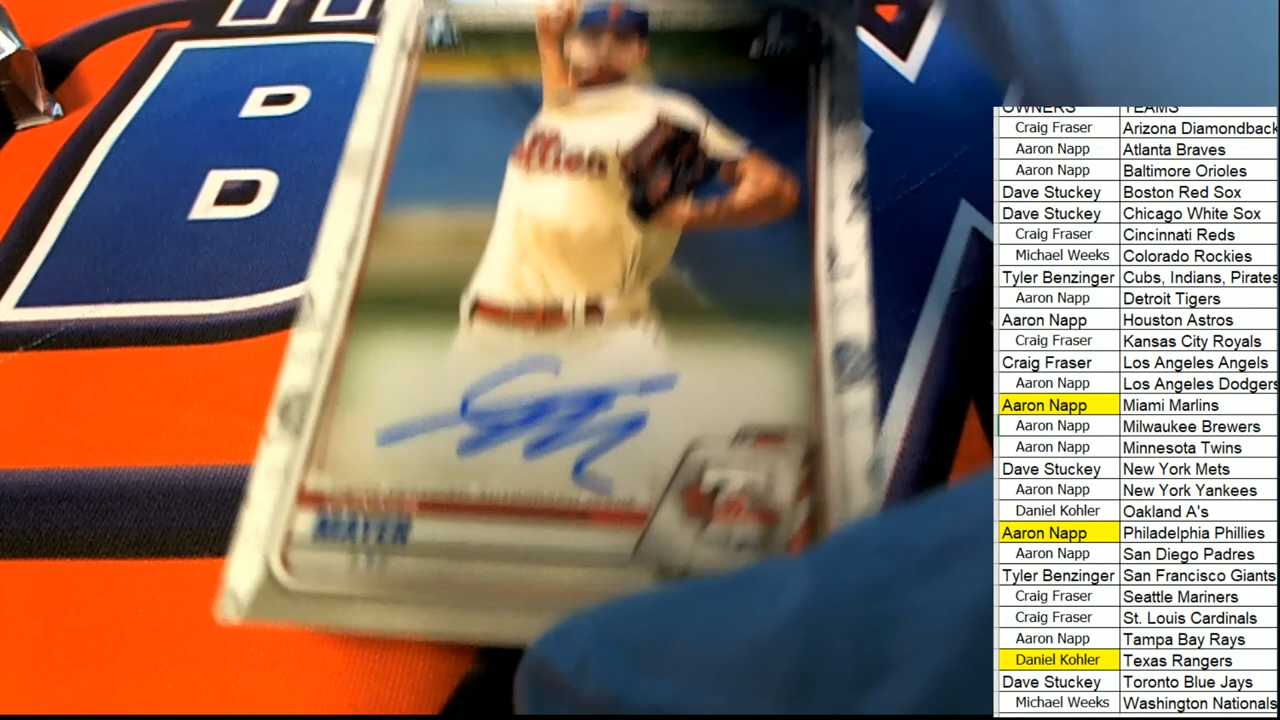 D
D
OWNERS TEAMS
Craig Fraser Arizona Diamondback
Aaron Napp Atlanta Braves
Aaron Napp Baltimore Orioles
Dave Stuckey Boston Red Sox
Dave Stuckey Chicago White Sox
Craig Fraser Cincinnati Reds
Michael Weeks Colorado Rockies
Tyler Benzinger Cubs, Indians, Pirates
Aaron Napp Detroit Tigers
Aaron Napp Houston Astros
Craig Fraser Kansas City Royals
Craig Fraser Los Angeles Angels
Aaron Napp Los Angeles Dodgers
Aaron Napp Miami Marlins
Aaron Napp Milwaukee Brewers
Aaron Napp Minnesota Twins
Dave Stuckey New York Mets
Aaron Napp New York Yankees
Daniel Kohler Oakland A's
Aaron Napp Philadelphia Phillies
Aaron Napp San Diego Padres
Tyler Benzinger San Francisco Giants
Craig Fraser Seattle Mariners
Craig Fraser St. Louis Cardinals
Aaron Napp Tampa Bay Rays
Daniel Kohler Texas Rangers
Dave Stuckey Toronto Blue Jays
Michael Weeks Washington Nationals